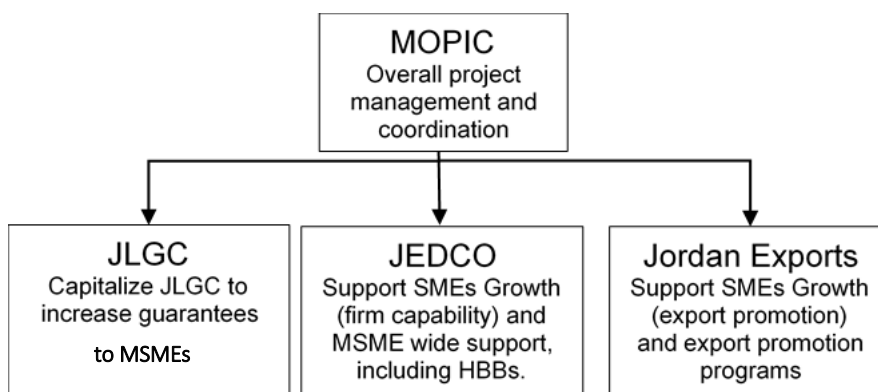 MOPIC
Overall project
management and
coordination
JLGC
Capitalize JLGC to
increase guarantees
to MSMEs
JEDCO
Support SMEs Growth
(firm capability) and
MSME wide support,
including HBBs.
Jordan Exports
Support SMEs Growth
(export promotion)
and export promotion
programs